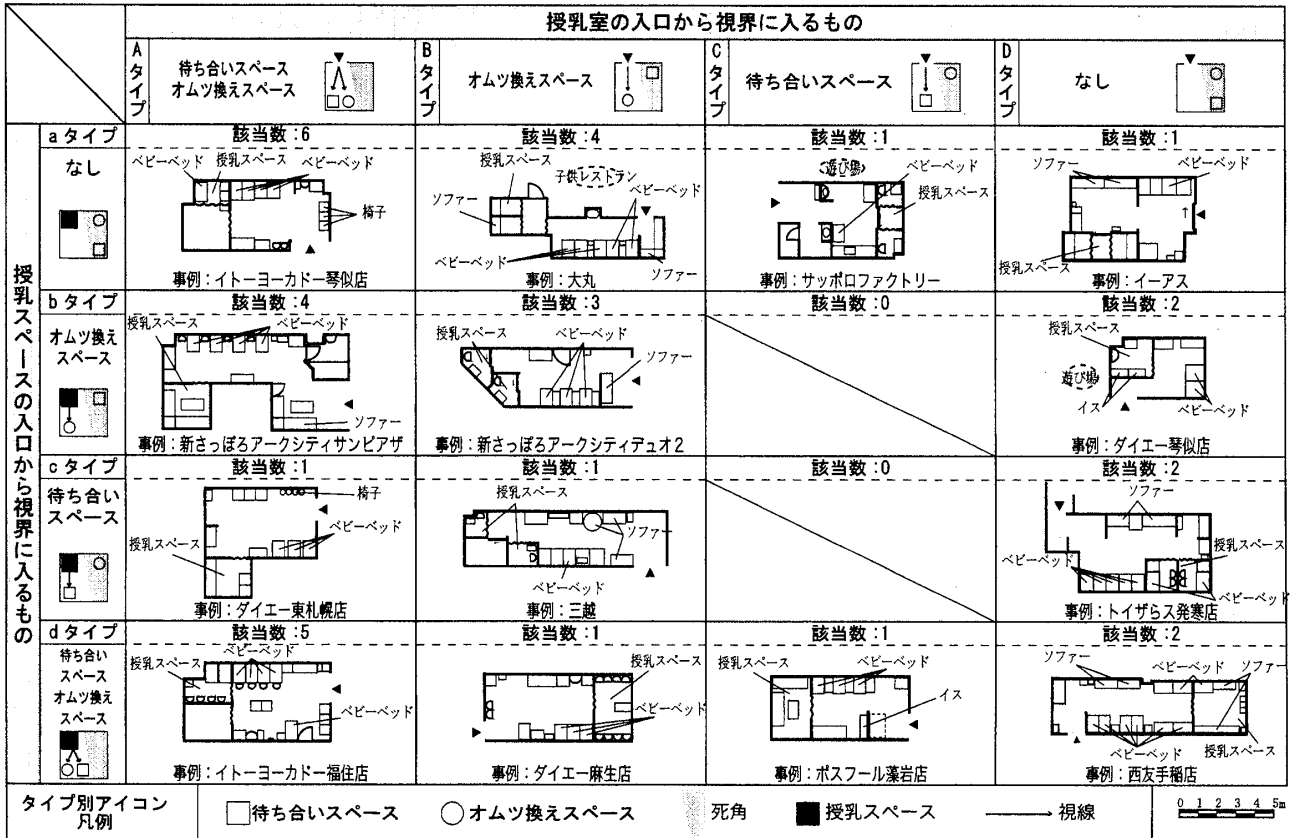 授乳室の入口から視界に入るもの
Aタイプ
待ち合いスペース
オムツ換えスペース
Bタイプ
オムツ換えスペース
Cタイプ
待ち合いスペース
Dタイプ
なし
授乳スペースの入口から視界に入るもの
aタイプ
なし
該当数:6
ベビーベッド 授乳スペース ベビーベッド
椅子
事例:イトーヨーカドー琴似店
該当数:4
授乳スペース
子供レストラン
ソファー
ベビーベッド
ベビーベッド
ソファー
事例:大丸
該当数:1
遊び場
ベビーベッド
授乳スペース
事例:サッポロファクトリー
該当数:1
ソファー
ベビーベッド
授乳スペース
事例:イーアス
bタイプ
オムツ換え
スペース
該当数:4
授乳スペース
ベビーベッド
ソファー
事例:新さっぽろアークシティサンピアザ
該当数:3
授乳スペース
ベビーベッド
ソファー
事例:新さっぽろアークシティデュオ2
該当数:0
該当数:2
授乳スペース
遊び場
イス
ベビーベッド
事例:ダイエー琴似店
cタイプ
待ち合い
スペース
該当数:1
椅子
ベビーベッド
授乳スペース
事例:ダイエー東札幌店
該当数:1
授乳スペース
ソファー
ベビーベッド
事例:三越
該当数:0
該当数:2
ソファー
授乳スペース
ベビーベッド
ベビーベッド
事例:トイザらス発寒店
dタイプ
待ち合い
スペース
オムツ換え
スペース
該当数:5
ベビーベッド
授乳スペース
ベビーベッド
事例:イトーヨーカドー福住店
該当数:1
授乳スペース
ベビーベッド
事例:ダイエー麻生店
該当数:1
授乳スペース
ベビーベッド
イス
事例:ポスフール藻岩店
該当数:2
ソファー
ベビーベッド
ソファー
ベビーベッド
授乳スペース
事例:西友手稲店
タイプ別アイコン
凡例
待ち合いスペース
オムツ換えスペース
死角
授乳スペース
視線
0 1 2 3 4 5m